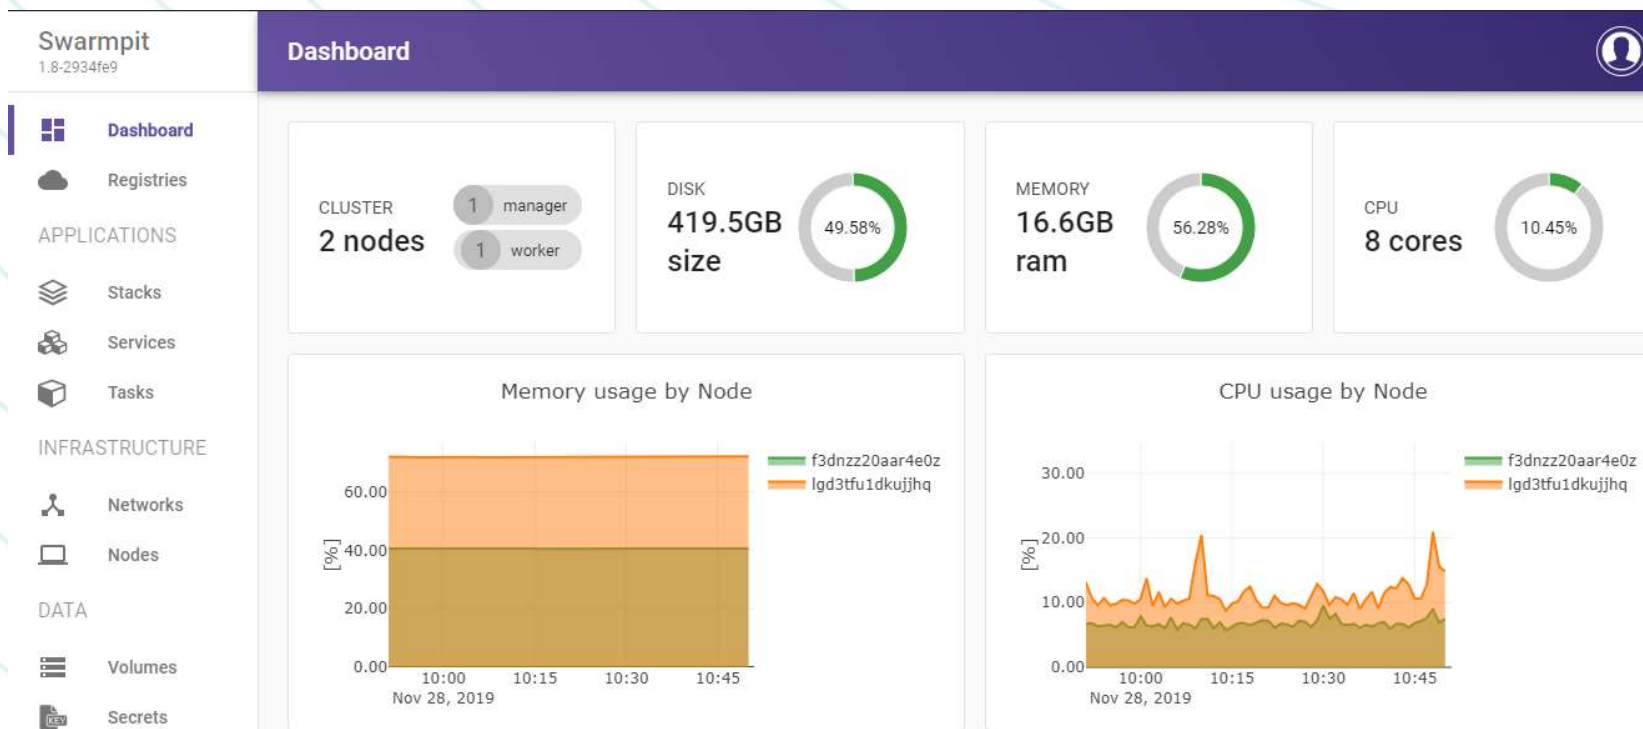 Swarmpit
1.8-2934fe9
Dashboard
Dashboard
Registries
APPLICATIONS
Stacks
Services
Tasks
INFRASTRUCTURE
Networks
Nodes
DATA
Volumes
KEY
Secrets
CLUSTER
2 nodes
1 manager
1 worker
DISK
419.5GB
size
49.58%
MEMORY
16.6GB
ram
56.28%
CPU
8 cores
10.45%
Memory usage by Node
f3dnzz20aar4e0z
lgd3tfu1dkujjhq
[%]
60.00
40.00
20.00
0.00
10:00 10:15 10:30 10:45
Nov 28, 2019
CPU usage by Node
f3dnzz20aar4e0z
lgd3tfu1dkujjhq
[%]
30.00
20.00
10.00
0.00
10:00 10:15 10:30 10:45
Nov 28, 2019